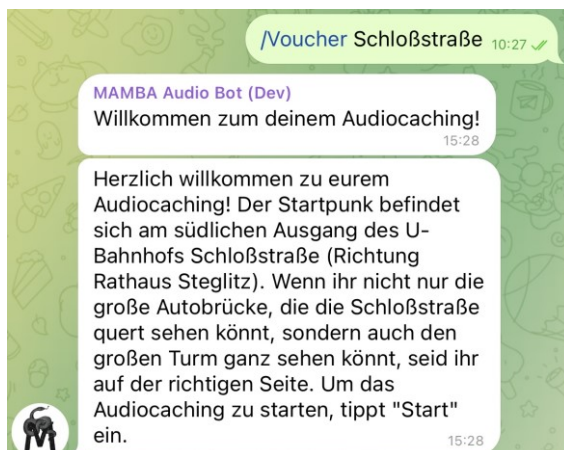 /Voucher Schloßstraße 10:27
MAMBA Audio Bot (Dev)
Willkommen zum deinem Audiocaching!
15:28
Herzlich willkommen zu eurem
Audiocaching! Der Startpunk befindet
sich am südlichen Ausgang des U-
Bahnhofs Schloßstraße (Richtung
Rathaus Steglitz). Wenn ihr nicht nur die
große Autobrücke, die die Schloßstraße
quert sehen könnt, sondern auch den
großen Turm ganz sehen könnt, seid ihr
auf der richtigen Seite. Um das
Audiocaching zu starten, tippt "Start"
ein. 15:28